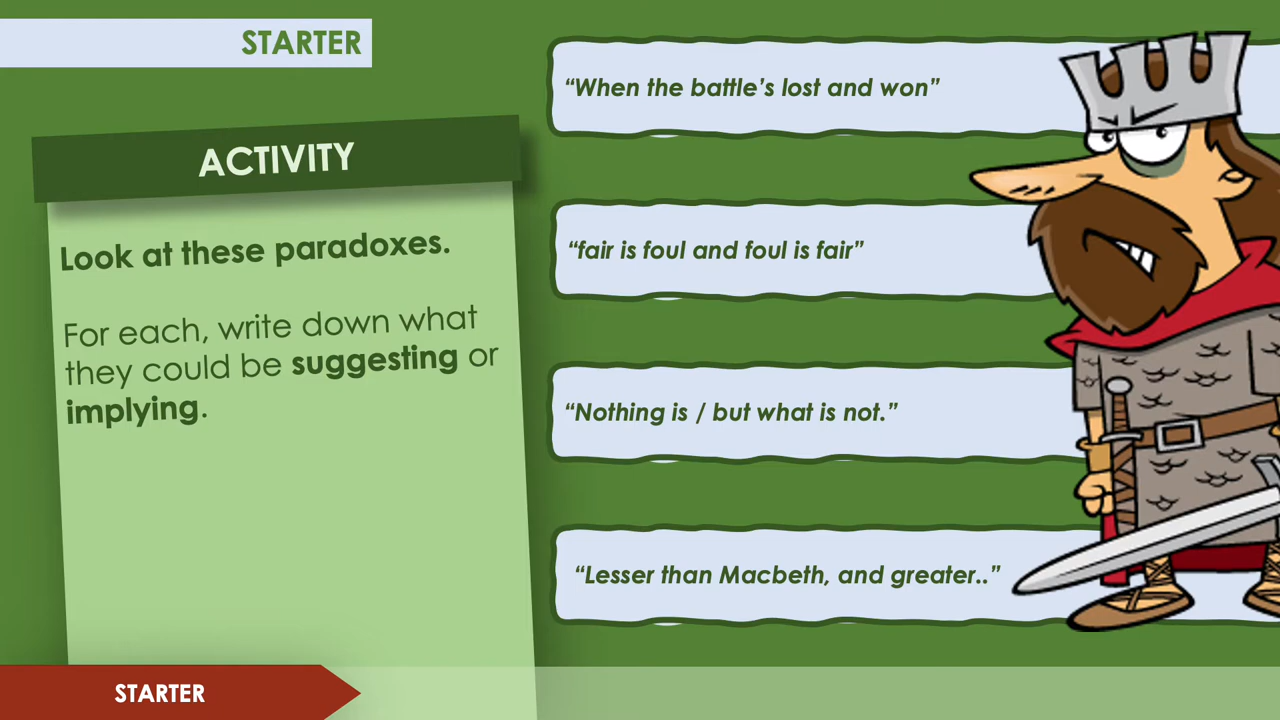 STARTER
ACTIVITY
Look at these paradoxes.
For each, write down what
they could be suggesting or
implying.
“When the battle’s lost and won”
“fair is foul and foul is fair”
“Nothing is / but what is not.”
“Lesser than Macbeth, and greater..”
STARTER